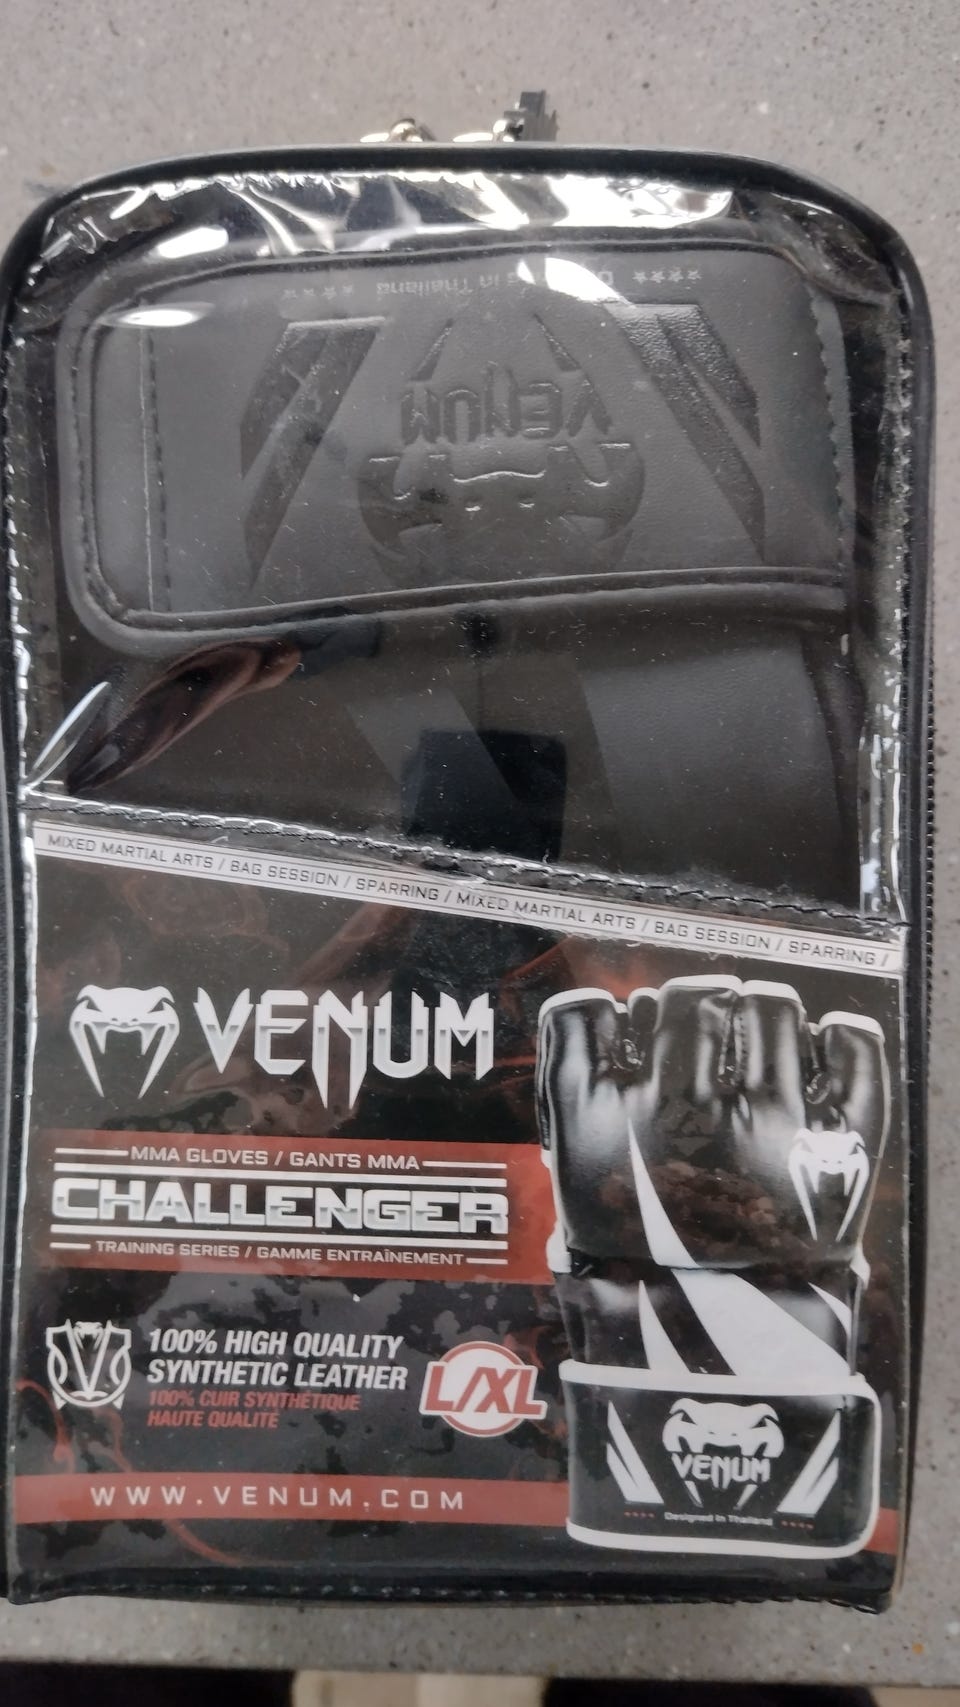 VENUM
MIXED MARTIAL ARTS / BAG SESSION / SPARRING / MIXED MARTIAL ARTS / BAG SESSION / SPARRING /
VENUM
MMA GLOVES / GANTS MMA
CHALLENGER
TRAINING SERIES / GAMME ENTRAÎNEMENT
100% HIGH QUALITY
SYNTHETIC LEATHER
100% CUIR SYNTHÉTIQUE
HAUTE QUALITÉ
L/XL
WWW.VENUM.COM
VENUM
Designed in Thailand